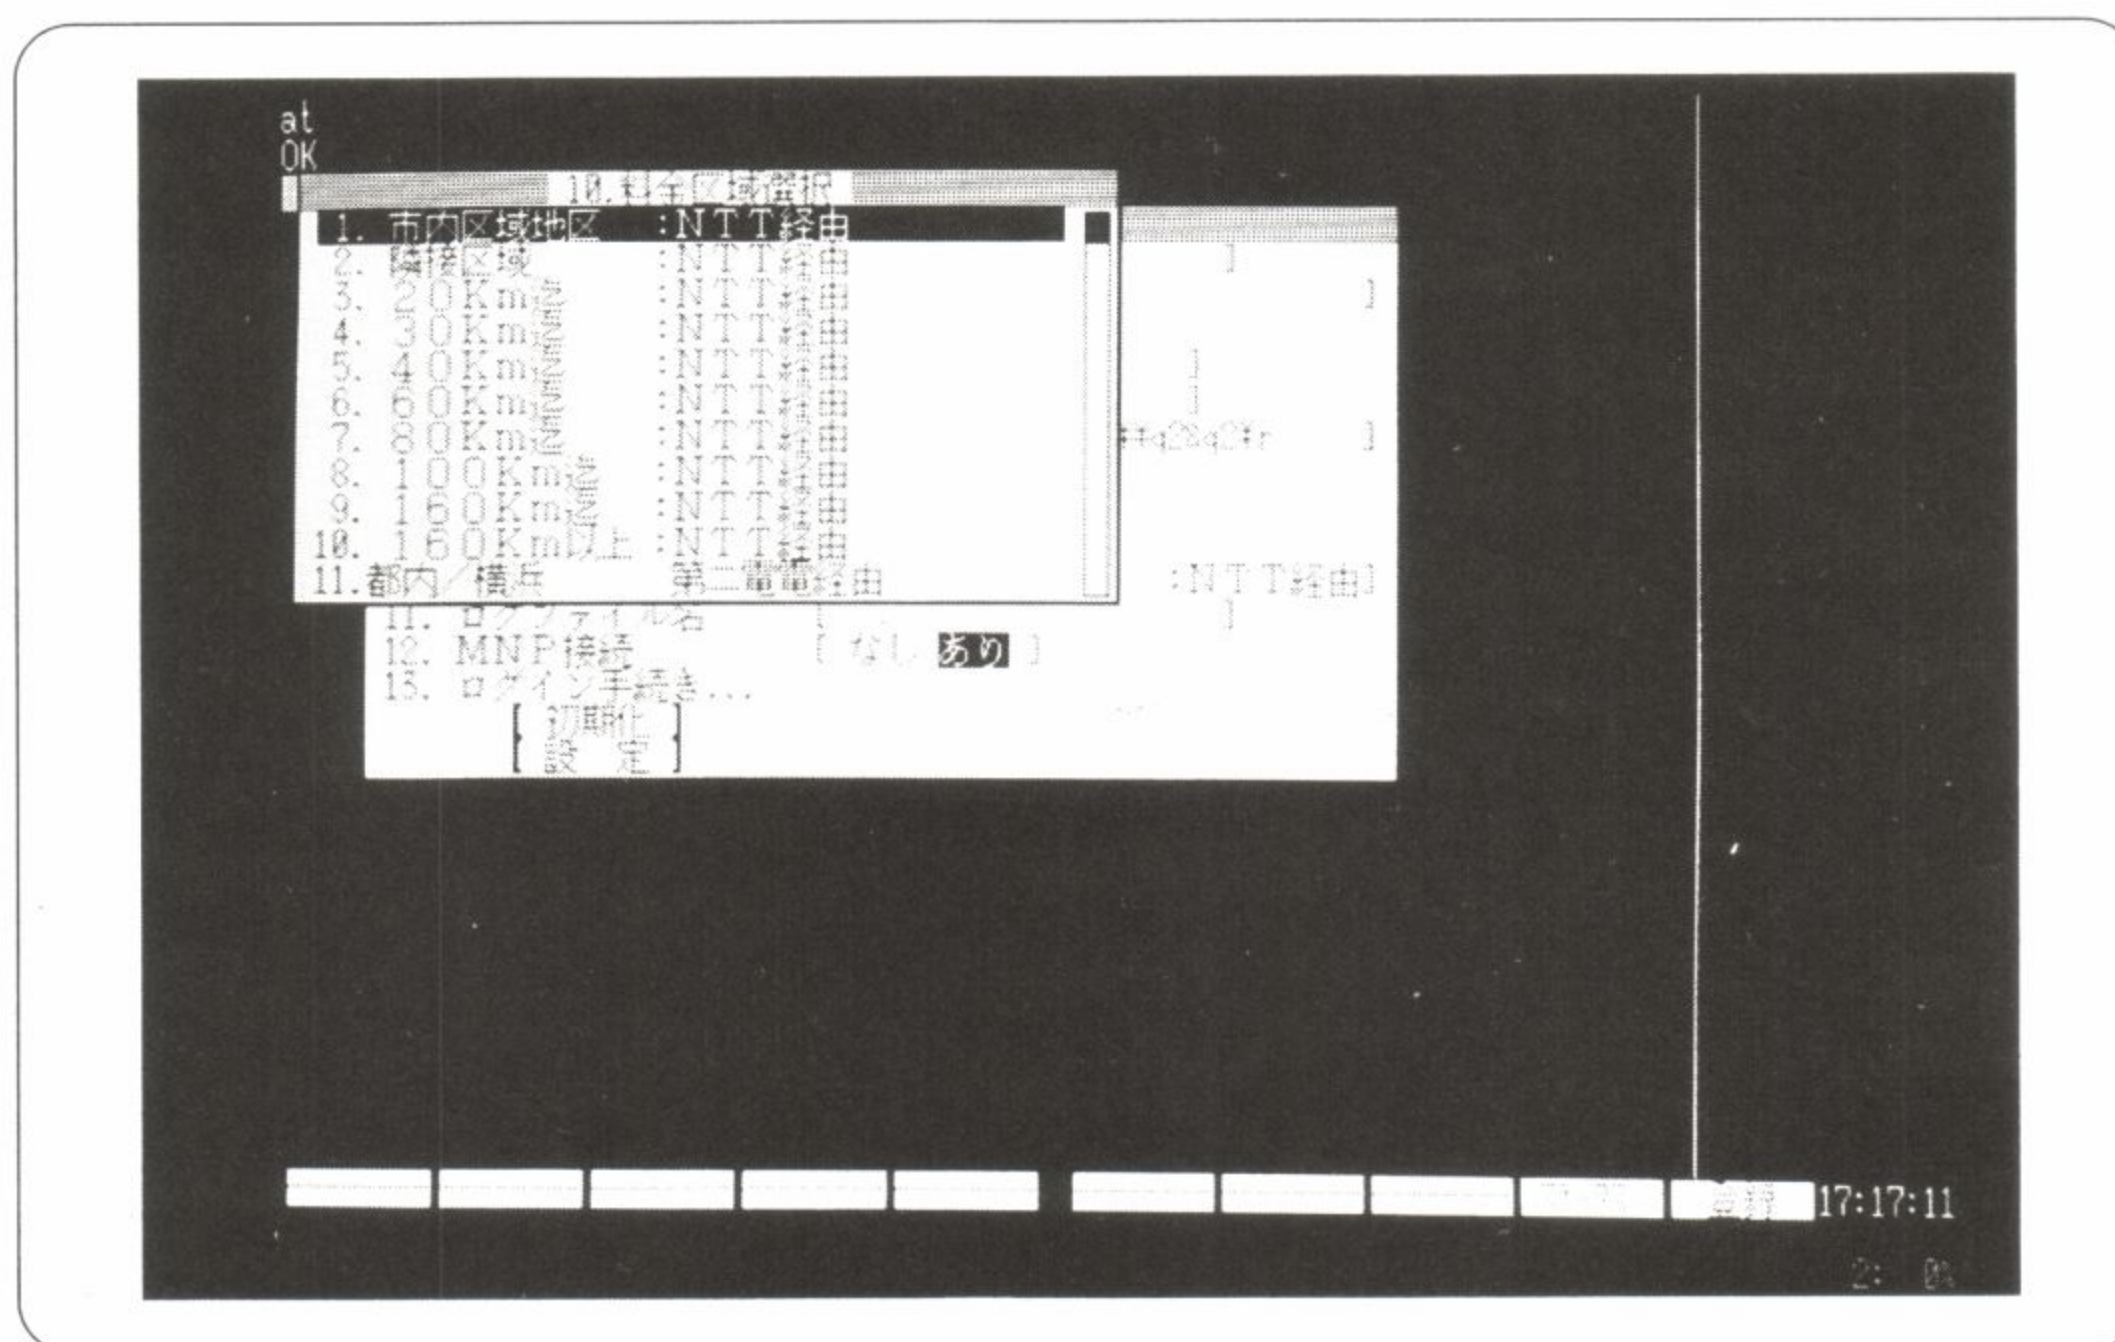 at
OK
10.料金区域選択
1. 市内区域地区 :NTT経由
2. 隣接区域 :NTT経由
3. 20Km迄 :NTT経由
4. 30Km迄 :NTT経由
5. 40Km迄 :NTT経由
6. 60Km迄 :NTT経由
7. 80Km迄 :NTT経由
8. 100Km迄 :NTT経由
9. 160Km迄 :NTT経由
10. 160Km以上 :NTT経由
11. 都内／ :第二電電経由
:NTT経由]
11. ログファイル名 [ ]
12. MNP接続 [ なし あり ]
13. ログイン手続き...
設 定
17:17:11
2: 0%